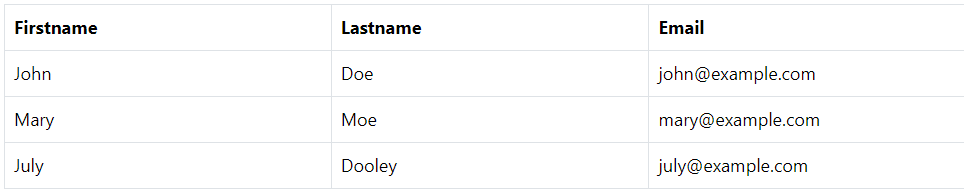 Firstname Lastname Email
John Doe john@example.com
Mary Moe mary@example.com
July Dooley july@example.com